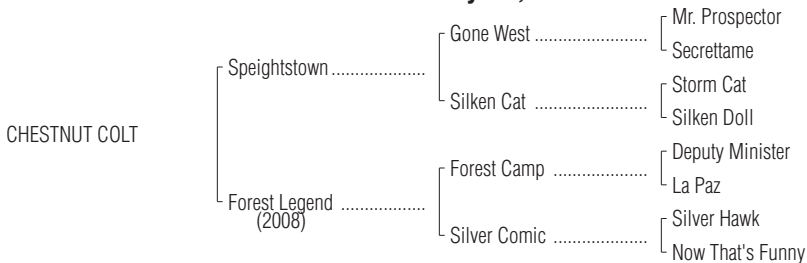 CHESTNUT COLT
Speightstown
Gone West
Mr. Prospector
Secrettame
Silken Cat
Storm Cat
Silken Doll
Forest Legend
(2008)
Forest Camp
Deputy Minister
La Paz
Silver Comic
Silver Hawk
Now That's Funny